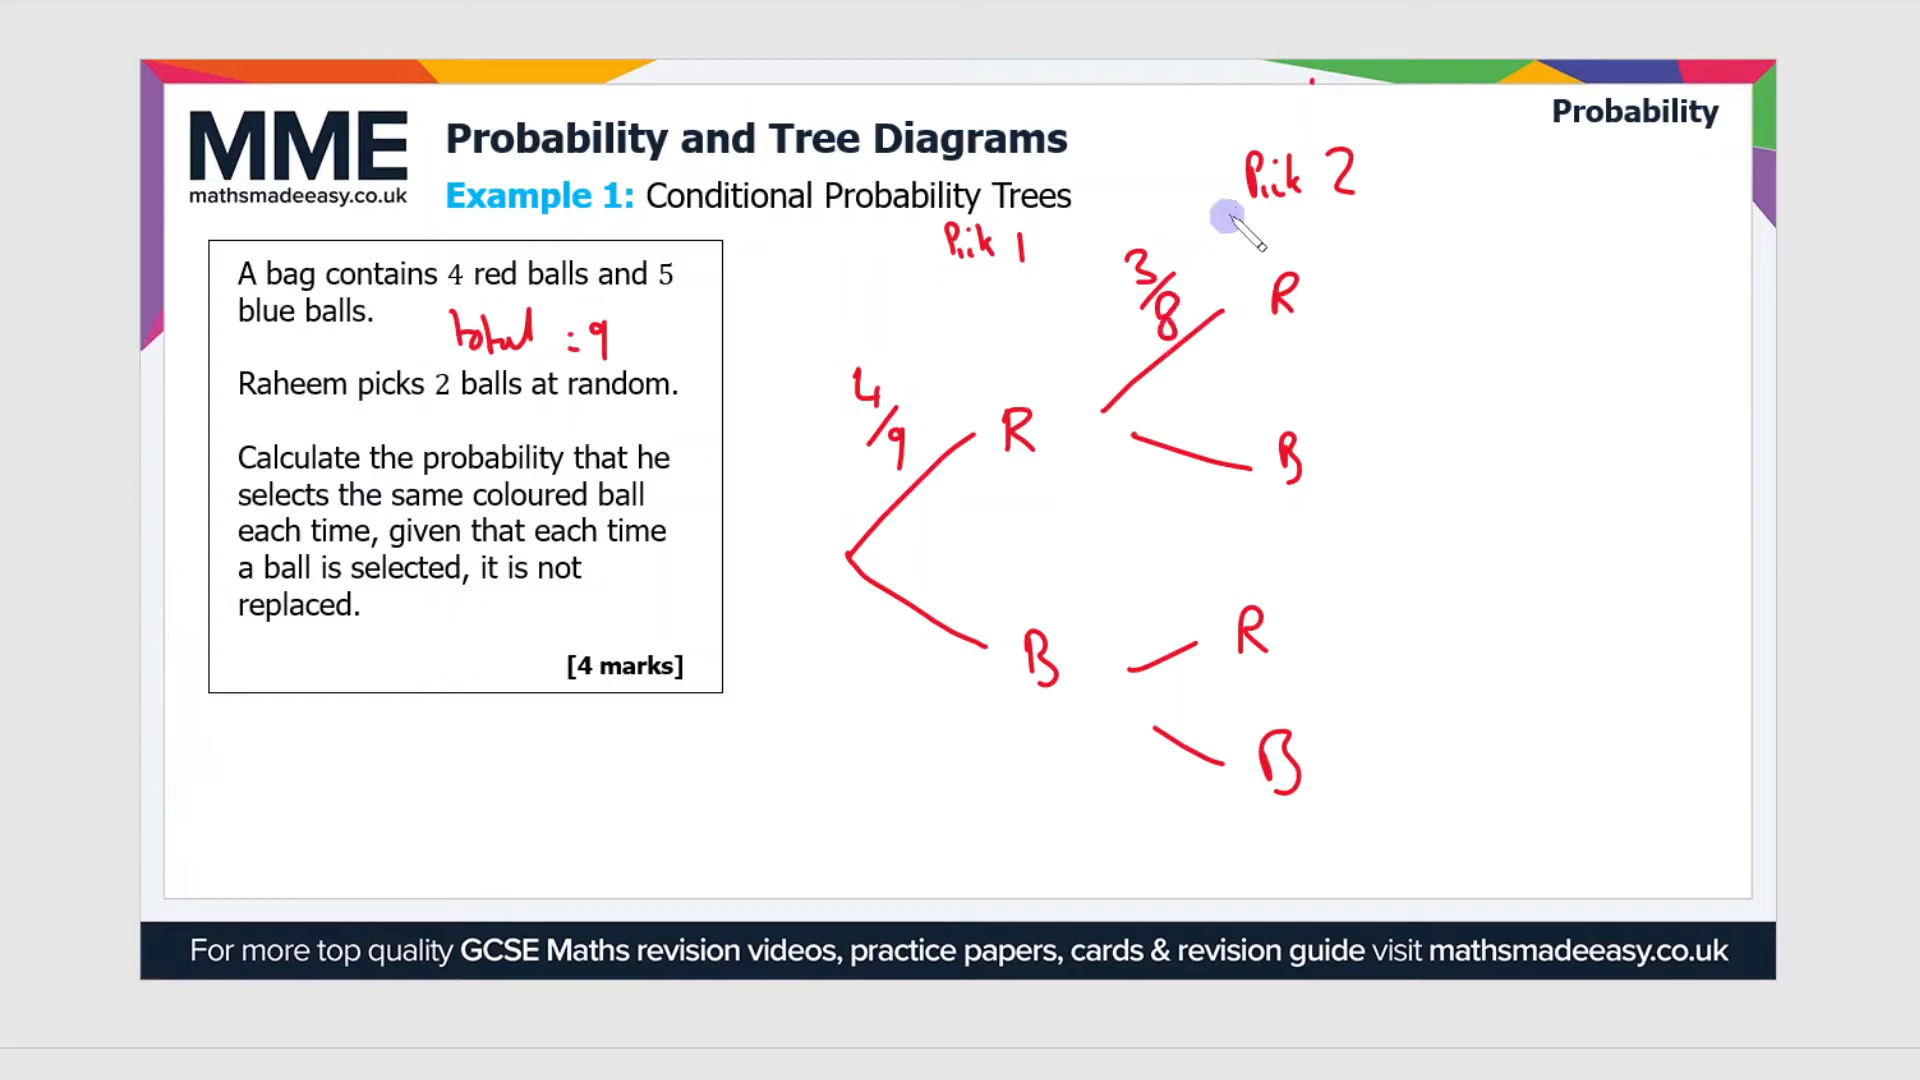 MME
mathsmadeeasy.co.uk
Probability and Tree Diagrams
Example 1: Conditional Probability Trees
Probability
A bag contains 4 red balls and 5
blue balls.
total = 9
Raheem picks 2 balls at random.
Calculate the probability that he
selects the same coloured ball
each time, given that each time
a ball is selected, it is not
replaced.
[4 marks]
Pick 1
Pick 2
4/9
R
B
3/8
R
B
R
B
For more top quality GCSE Maths revision videos, practice papers, cards & revision guide visit mathsmadeeasy.co.uk